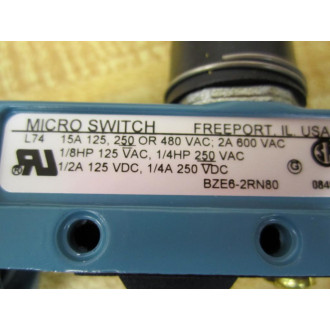 MICRO SWITCH FREEPORT, IL USA
L74 15A 125, 250 OR 480 VAC; 2A 600 VAC
1/8HP 125 VAC, 1/4HP 250 VAC
1/2A 125 VDC, 1/4A 250 VDC
BZE6-2RN80 084